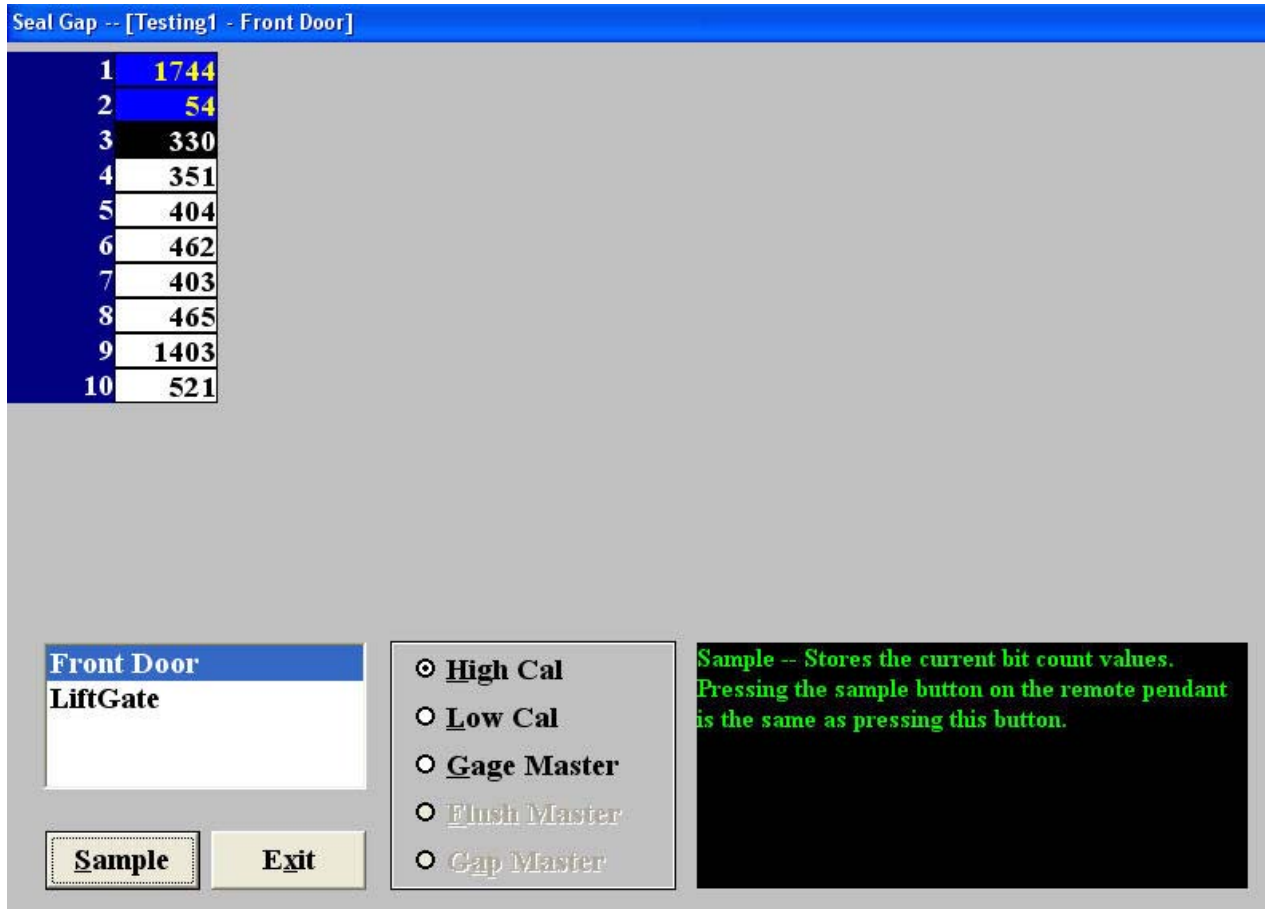 Seal Gap -- [Testing1 - Front Door]
1 1744
2 54
3 330
4 351
5 404
6 462
7 403
8 465
9 1403
10 521
Front Door
LiftGate
Sample Exit
High Cal
Low Cal
Gage Master
Flush Master
Gap Master
Sample -- Stores the current bit count values.
Pressing the sample button on the remote pendant
is the same as pressing this button.